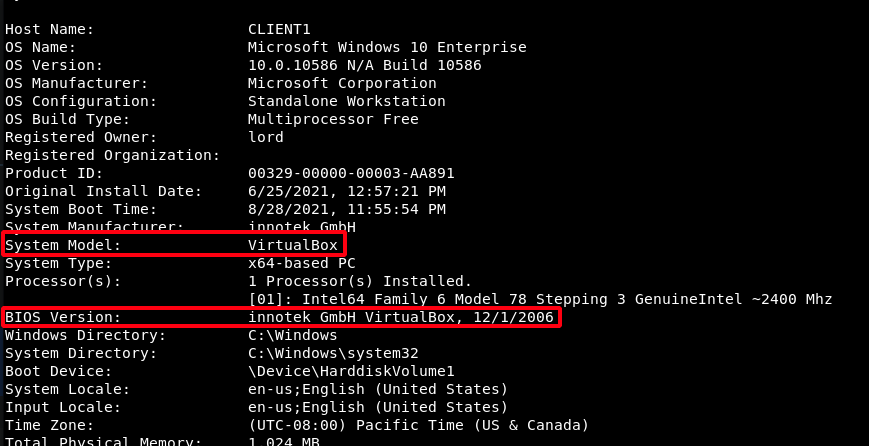 Host Name: CLIENT1
OS Name: Microsoft Windows 10 Enterprise
OS Version: 10.0.10586 N/A Build 10586
OS Manufacturer: Microsoft Corporation
OS Configuration: Standalone Workstation
OS Build Type: Multiprocessor Free
Registered Owner: lord
Registered Organization:
Product ID: 00329-00000-00003-AA891
Original Install Date: 6/25/2021, 12:57:21 PM
System Boot Time: 8/28/2021, 11:55:54 PM
System Manufacturer: innotek GmbH
System Model: VirtualBox
System Type: x64-based PC
Processor(s): 1 Processor(s) Installed.
[01]: Intel64 Family 6 Model 78 Stepping 3 GenuineIntel ~2400 Mhz
BIOS Version: innotek GmbH VirtualBox, 12/1/2006
Windows Directory: C:\Windows
System Directory: C:\Windows\system32
Boot Device: \Device\HarddiskVolume1
System Locale: en-us;English (United States)
Input Locale: en-us;English (United States)
Time Zone: (UTC-08:00) Pacific Time (US & Canada)
Total Physical Memory: 1,024 MB